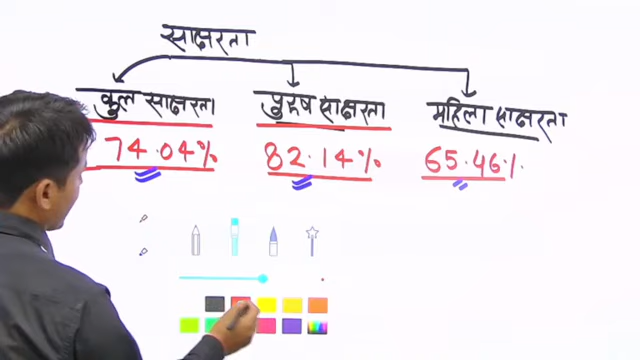 साक्षरता
कुल साक्षरता पुरुष साक्षरता महिला साक्षरता
74.04% 82.14% 65.46%